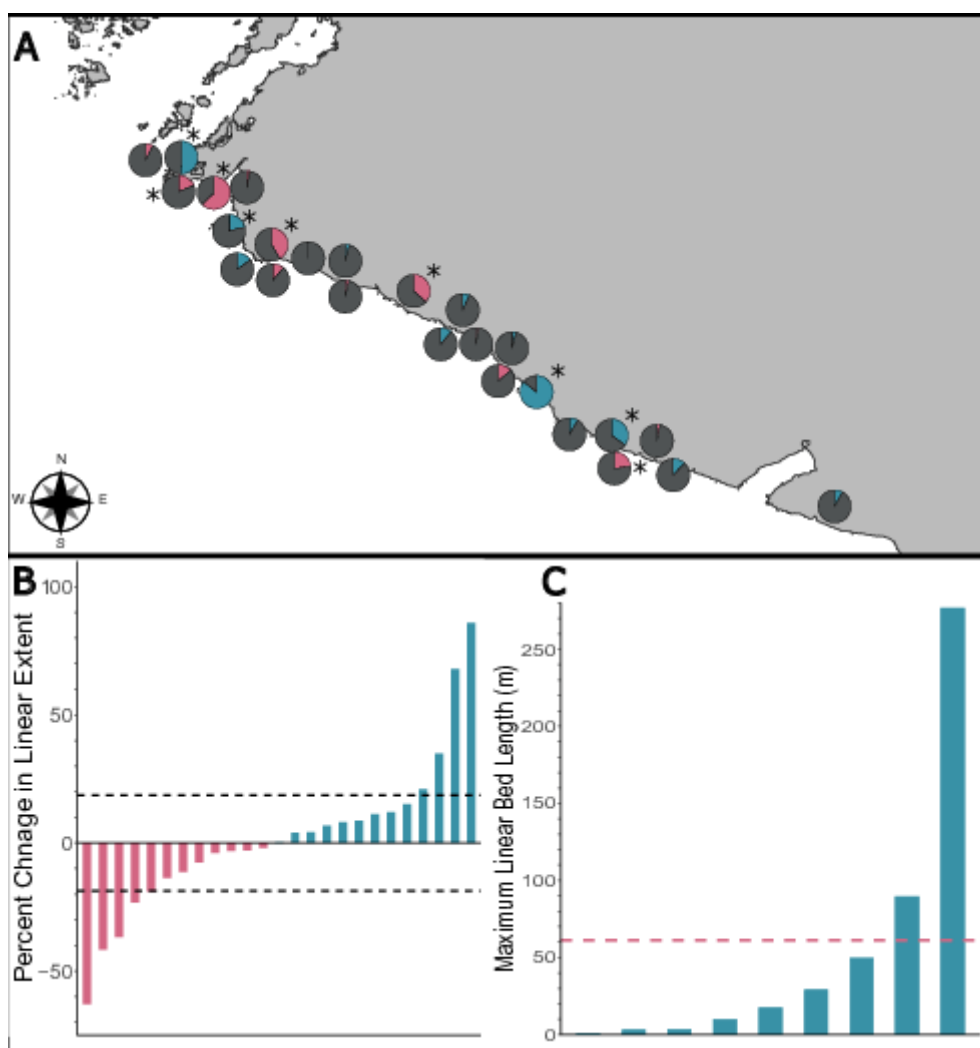 A
N
W E
S
B
Percent Chnage in Linear Extent
100
50
0
−50
C
Maximum Linear Bed Length (m)
250
200
150
100
50
0